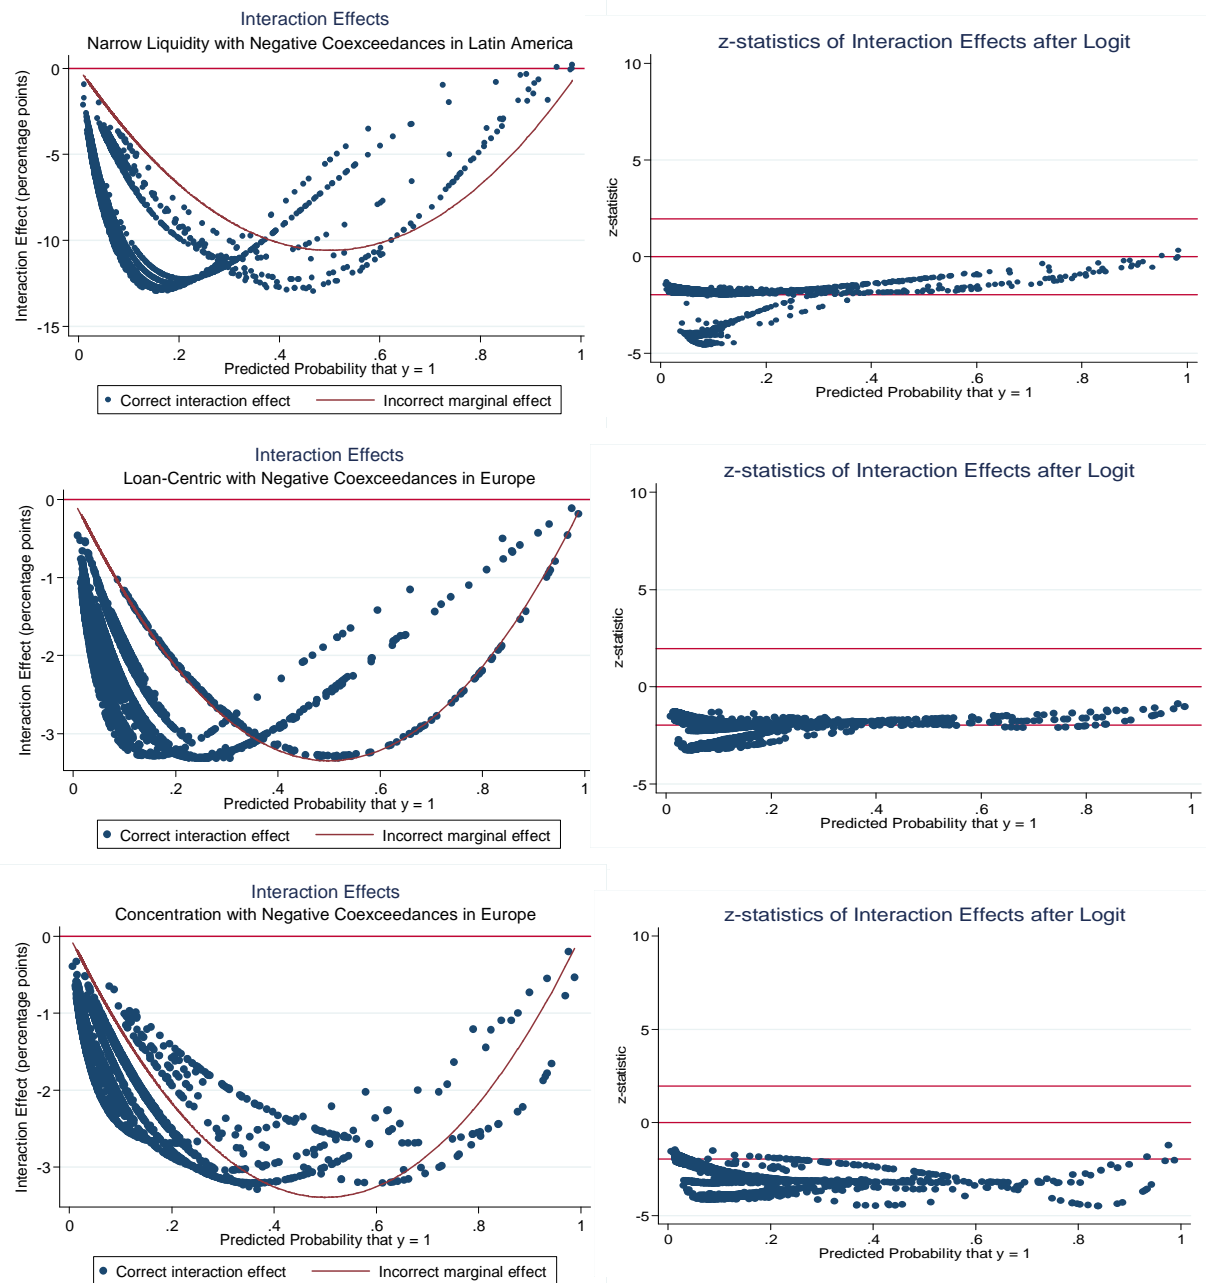 Interaction Effects
Narrow Liquidity with Negative Coexceedances in Latin America
Interaction Effect (percentage points)
0
-5
-10
-15
0 .2 .4 .6 .8 1
Predicted Probability that y = 1
Correct interaction effect Incorrect marginal effect
z-statistics of Interaction Effects after Logit
z-statistic
10
5
0
-5
0 .2 .4 .6 .8 1
Predicted Probability that y = 1
Interaction Effects
Loan-Centric with Negative Coexceedances in Europe
Interaction Effect (percentage points)
0
-1
-2
-3
0 .2 .4 .6 .8 1
Predicted Probability that y = 1
Correct interaction effect Incorrect marginal effect
z-statistics of Interaction Effects after Logit
z-statistic
10
5
0
-5
0 .2 .4 .6 .8 1
Predicted Probability that y = 1
Interaction Effects
Concentration with Negative Coexceedances in Europe
Interaction Effect (percentage points)
0
-1
-2
-3
0 .2 .4 .6 .8 1
Predicted Probability that y = 1
Correct interaction effect Incorrect marginal effect
z-statistics of Interaction Effects after Logit
z-statistic
10
5
0
-5
0 .2 .4 .6 .8 1
Predicted Probability that y = 1